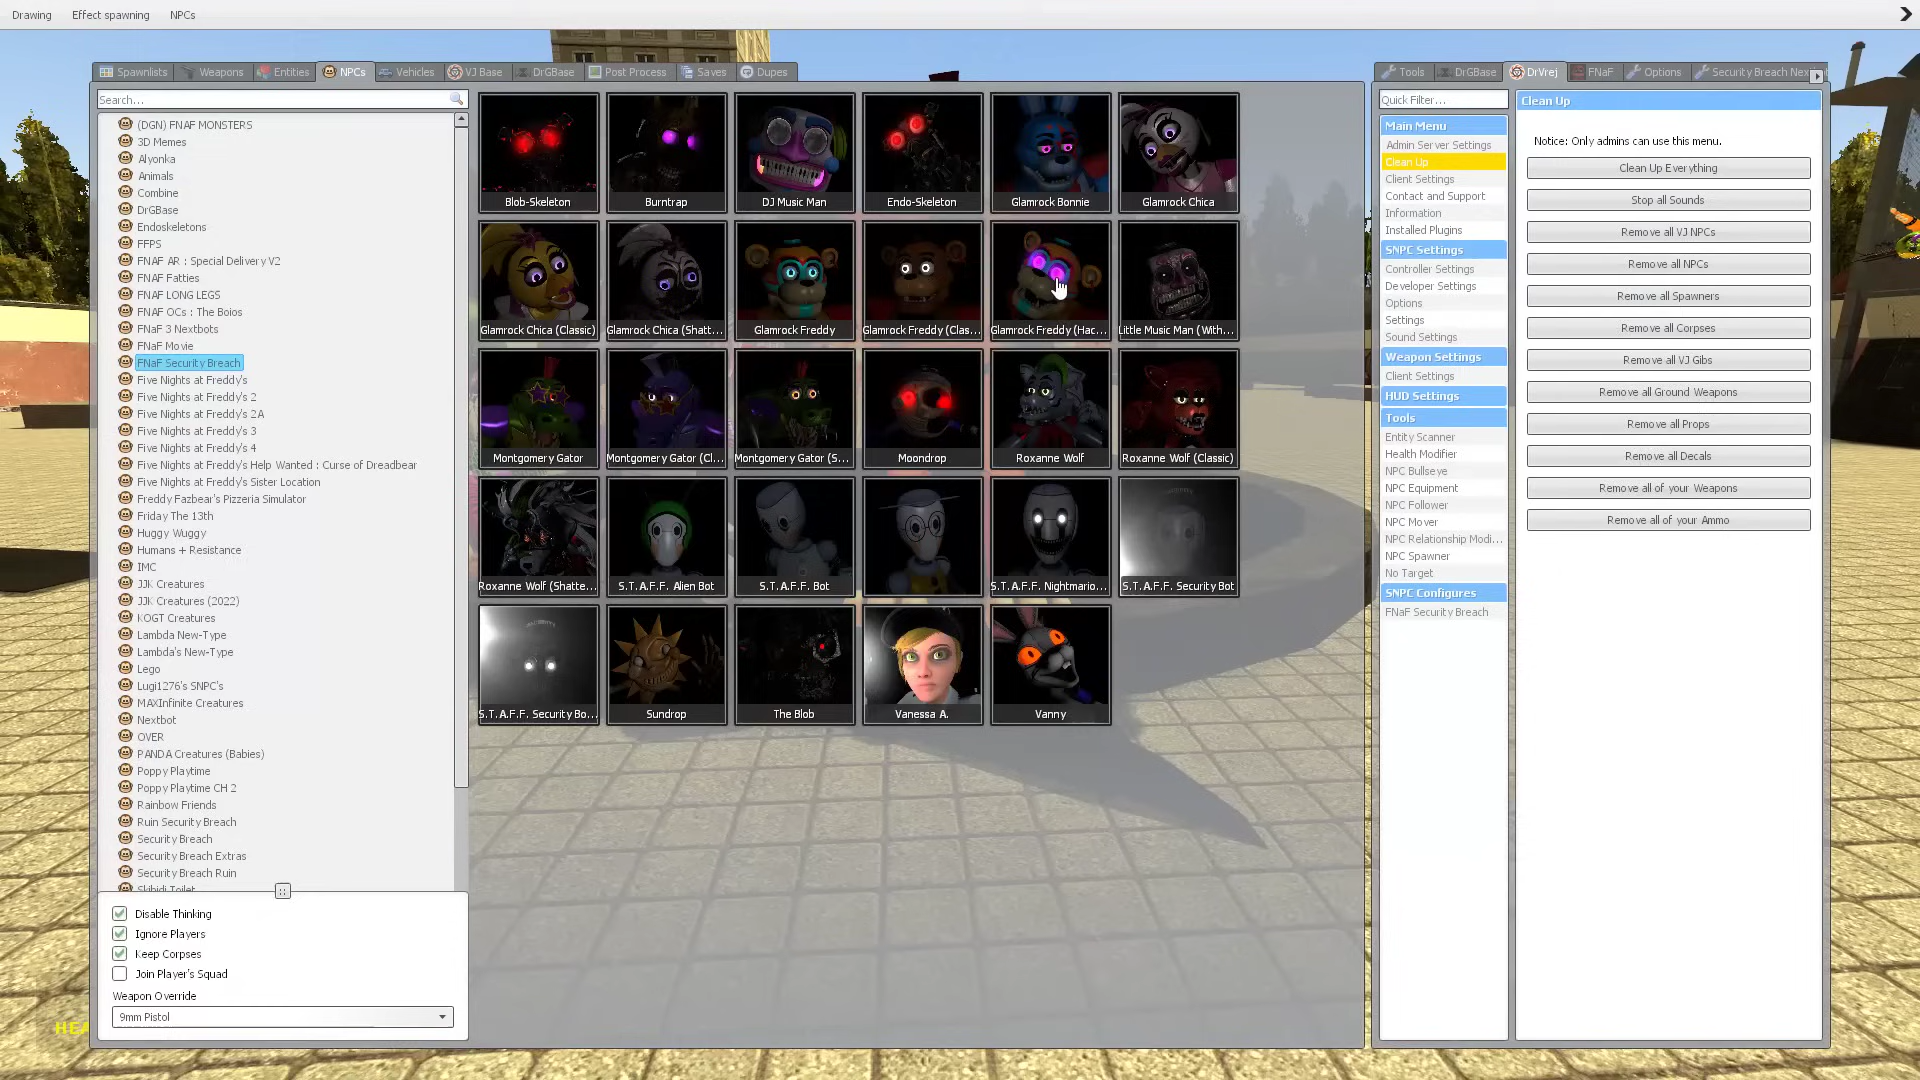 Drawing Effect spawning NPCs
Spawnlists Weapons Entities NPCs Vehicles VJ Base DrGBase Post Process Saves Dupes
Search...
(DGN) FNAF MONSTERS
3D Memes
Alyonka
Animals
Combine
DrGBase
Endoskeletons
FFPS
FNAF AR : Special Delivery V2
FNAF Fatties
FNAF LONG LEGS
FNAF OCs : The Boios
FNAF 3 Nextbots
FNaF Movie
FNaF Security Breach
Five Nights at Freddy's
Five Nights at Freddy's 2
Five Nights at Freddy's 2A
Five Nights at Freddy's 3
Five Nights at Freddy's 4
Five Nights at Freddy's Help Wanted : Curse of Dreadbear
Five Nights at Freddy's Sister Location
Freddy Fazbear's Pizzeria Simulator
Friday The 13th
Huggy Wuggy
Humans + Resistance
IMC
JJK Creatures
JJK Creatures (2022)
KOGT Creatures
Lambda New-Type
Lambda's New-Type
Lego
Lugi1276's SNPC's
MAXInfinite Creatures
Nextbot
OVER
PANDA Creatures (Babies)
Poppy Playtime
Poppy Playtime CH 2
Rainbow Friends
Ruin Security Breach
Security Breach
Security Breach Extras
Security Breach Ruin
Skibidi Toilet
Disable Thinking
Ignore Players
Keep Corpses
Join Player's Squad
Weapon Override
9mm Pistol
HEA
Blob-Skeleton Burntrap DJ Music Man Endo-Skeleton Glamrock Bonnie Glamrock Chica
Glamrock Chica (Classic) Glamrock Chica (Shatt... Glamrock Freddy Glamrock Freddy (Clas... Glamrock Freddy (Hac... Little Music Man (With...
Montgomery Gator Montgomery Gator (Cl... Montgomery Gator (S... Moondrop Roxanne Wolf Roxanne Wolf (Classic)
Roxanne Wolf (Shatte... S.T.A.F.F. Alien Bot S.T.A.F.F. Bot S.T.A.F.F. Nightmario... S.T.A.F.F. Security Bot
S.T.A.F.F. Security Bo... Sundrop The Blob Vanessa A. Vanny
Tools DrGBase DrVrej FNaF Options Security Breach Nex
Quick Filter...
Main Menu
Admin Server Settings
Clean Up
Client Settings
Contact and Support
Information
Installed Plugins
SNPC Settings
Controller Settings
Developer Settings
Options
Settings
Sound Settings
Weapon Settings
Client Settings
HUD Settings
Tools
Entity Scanner
Health Modifier
NPC Bullseye
NPC Equipment
NPC Follower
NPC Mover
NPC Relationship Modi...
NPC Spawner
No Target
SNPC Configures
FNaF Security Breach
Clean Up
Notice: Only admins can use this menu.
Clean Up Everything
Stop all Sounds
Remove all VJ NPCs
Remove all NPCs
Remove all Spawners
Remove all Corpses
Remove all VJ Gibs
Remove all Ground Weapons
Remove all Props
Remove all Decals
Remove all of your Weapons
Remove all of your Ammo